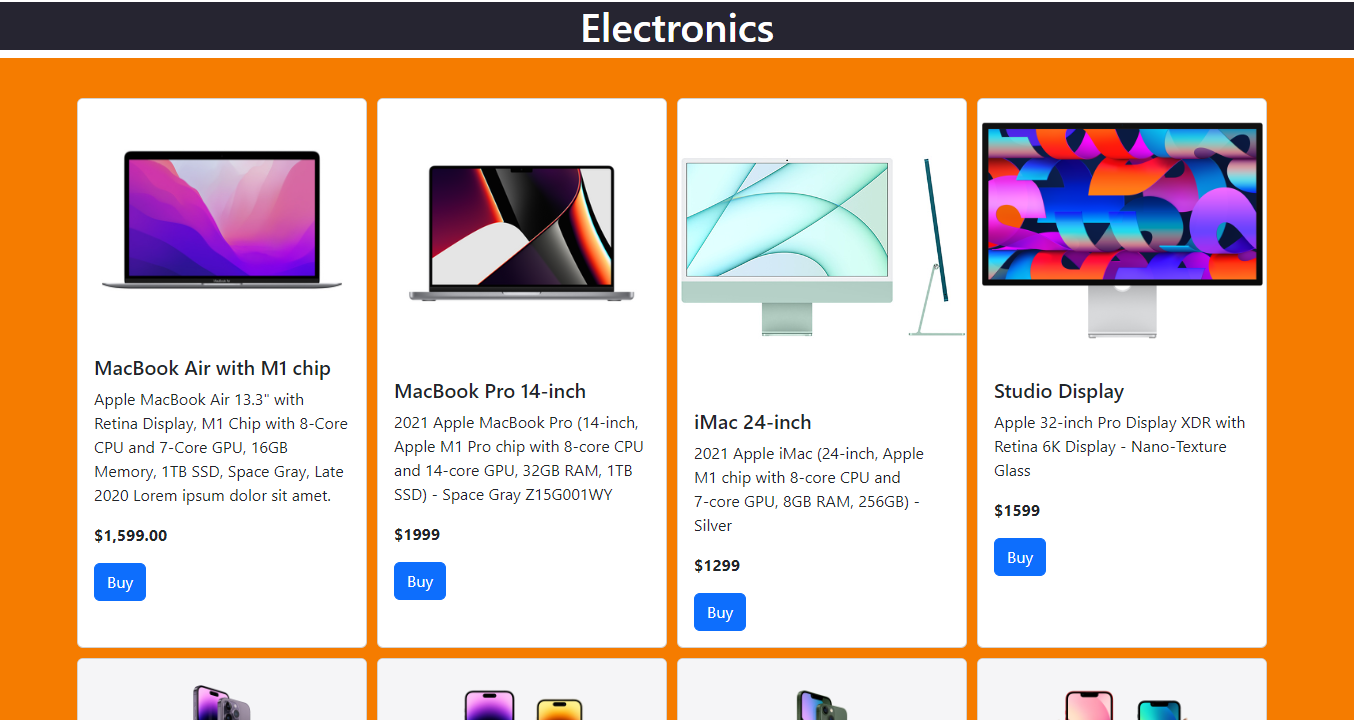 Electronics
MacBook Air with M1 chip
Apple MacBook Air 13.3" with
Retina Display, M1 Chip with 8-Core
CPU and 7-Core GPU, 16GB
Memory, 1TB SSD, Space Gray, Late
2020 Lorem ipsum dolor sit amet.
$1,599.00
Buy
MacBook Pro 14-inch
2021 Apple MacBook Pro (14-inch,
Apple M1 Pro chip with 8-core CPU
and 14-core GPU, 32GB RAM, 1TB
SSD) - Space Gray Z15G001WY
$1999
Buy
iMac 24-inch
2021 Apple iMac (24-inch, Apple
M1 chip with 8-core CPU and
7-core GPU, 8GB RAM, 256GB) -
Silver
$1299
Buy
Studio Display
Apple 32-inch Pro Display XDR with
Retina 6K Display - Nano-Texture
Glass
$1599
Buy